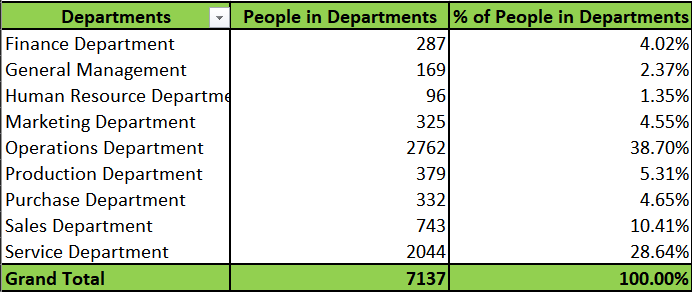 Departments People in Departments % of People in Departments
Finance Department 287 4.02%
General Management 169 2.37%
Human Resource Departme 96 1.35%
Marketing Department 325 4.55%
Operations Department 2762 38.70%
Production Department 379 5.31%
Purchase Department 332 4.65%
Sales Department 743 10.41%
Service Department 2044 28.64%
Grand Total 7137 100.00%